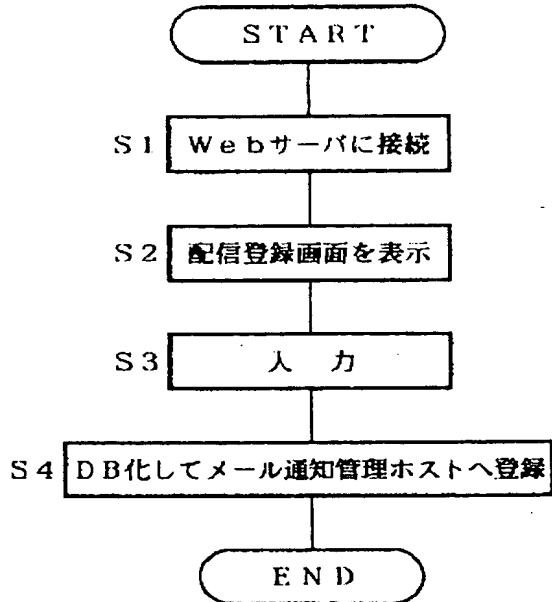 START
S1 Webサーバに接続
S2 配信登録画面を表示
S3 入 力
S4 DB化してメール通知管理ホストへ登録
END